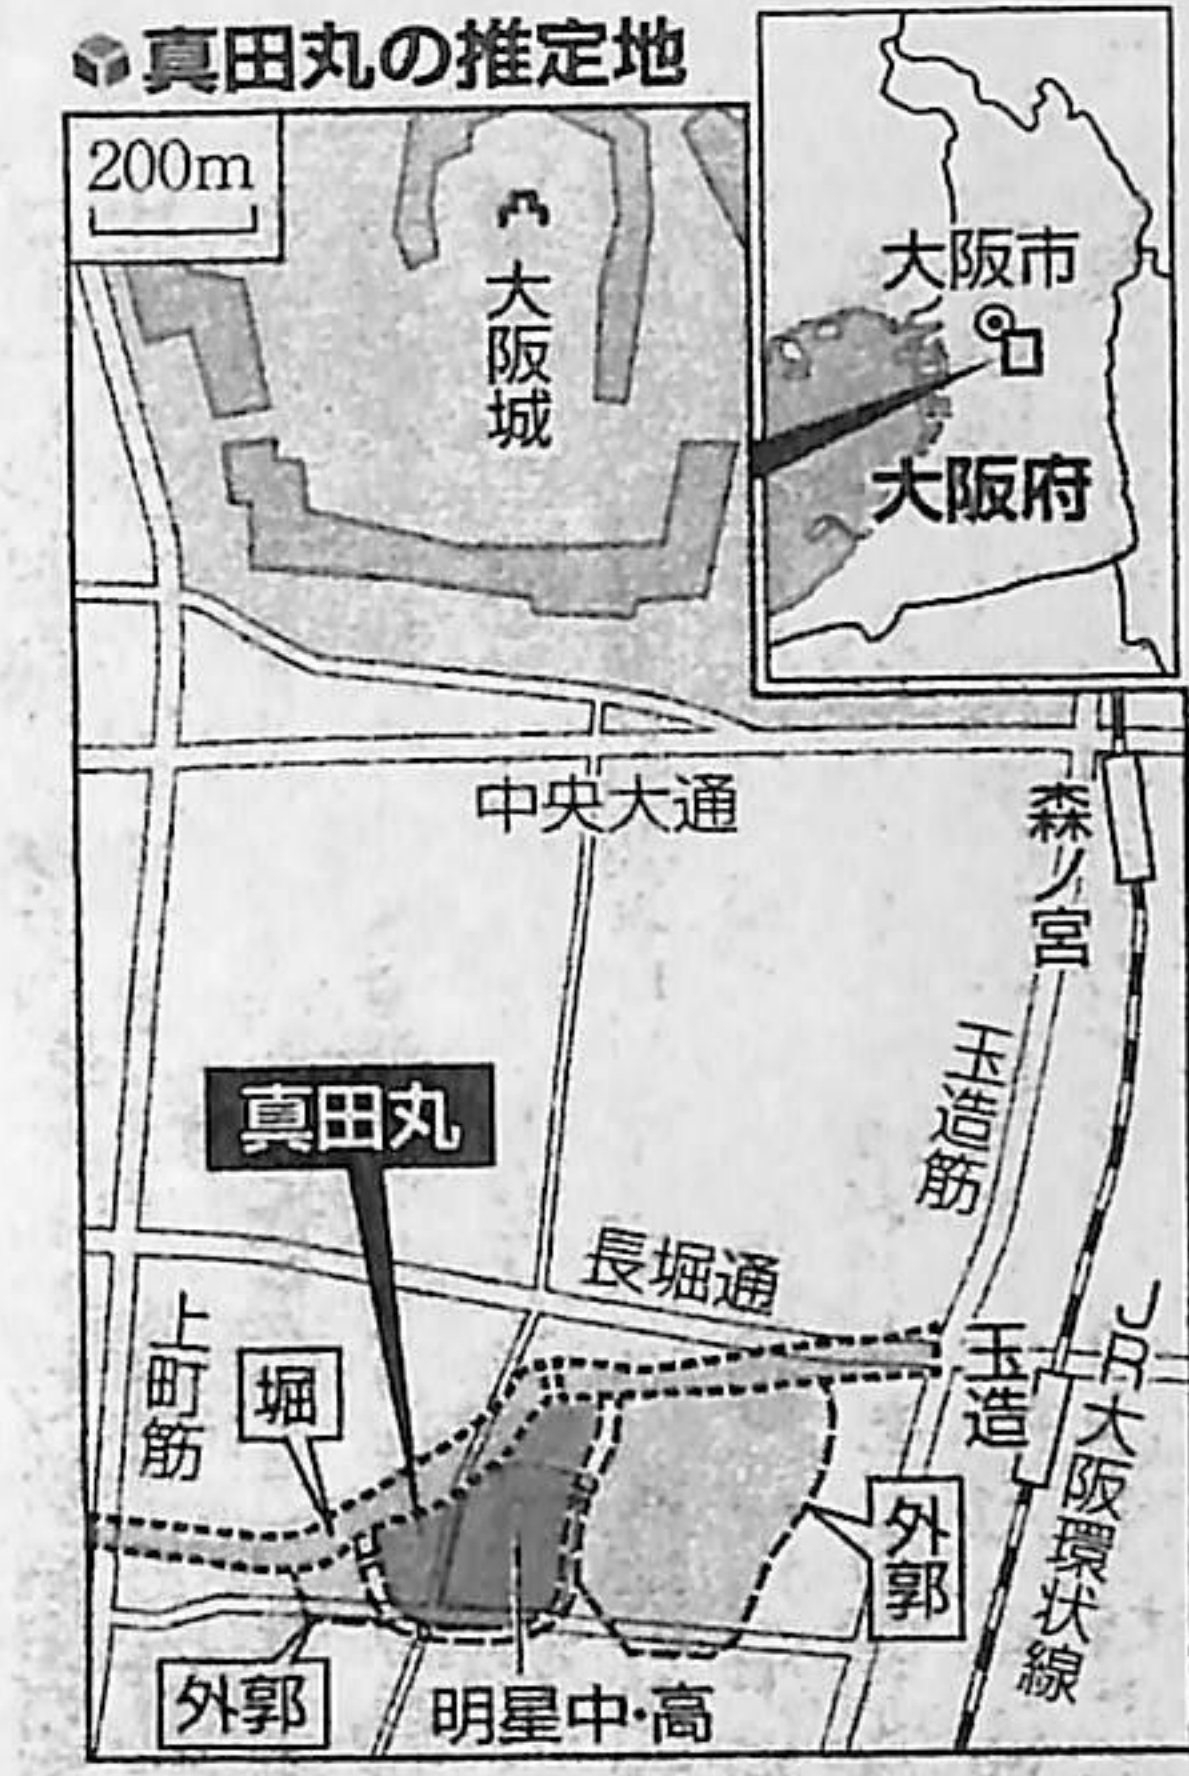 真田丸の推定地
200m
大阪城
大阪市
大阪府
中央大通
森ノ宮
玉造筋
真田丸
長堀通
上町筋
堀
玉造
JR大阪環状線
外郭
外郭
明星中・高